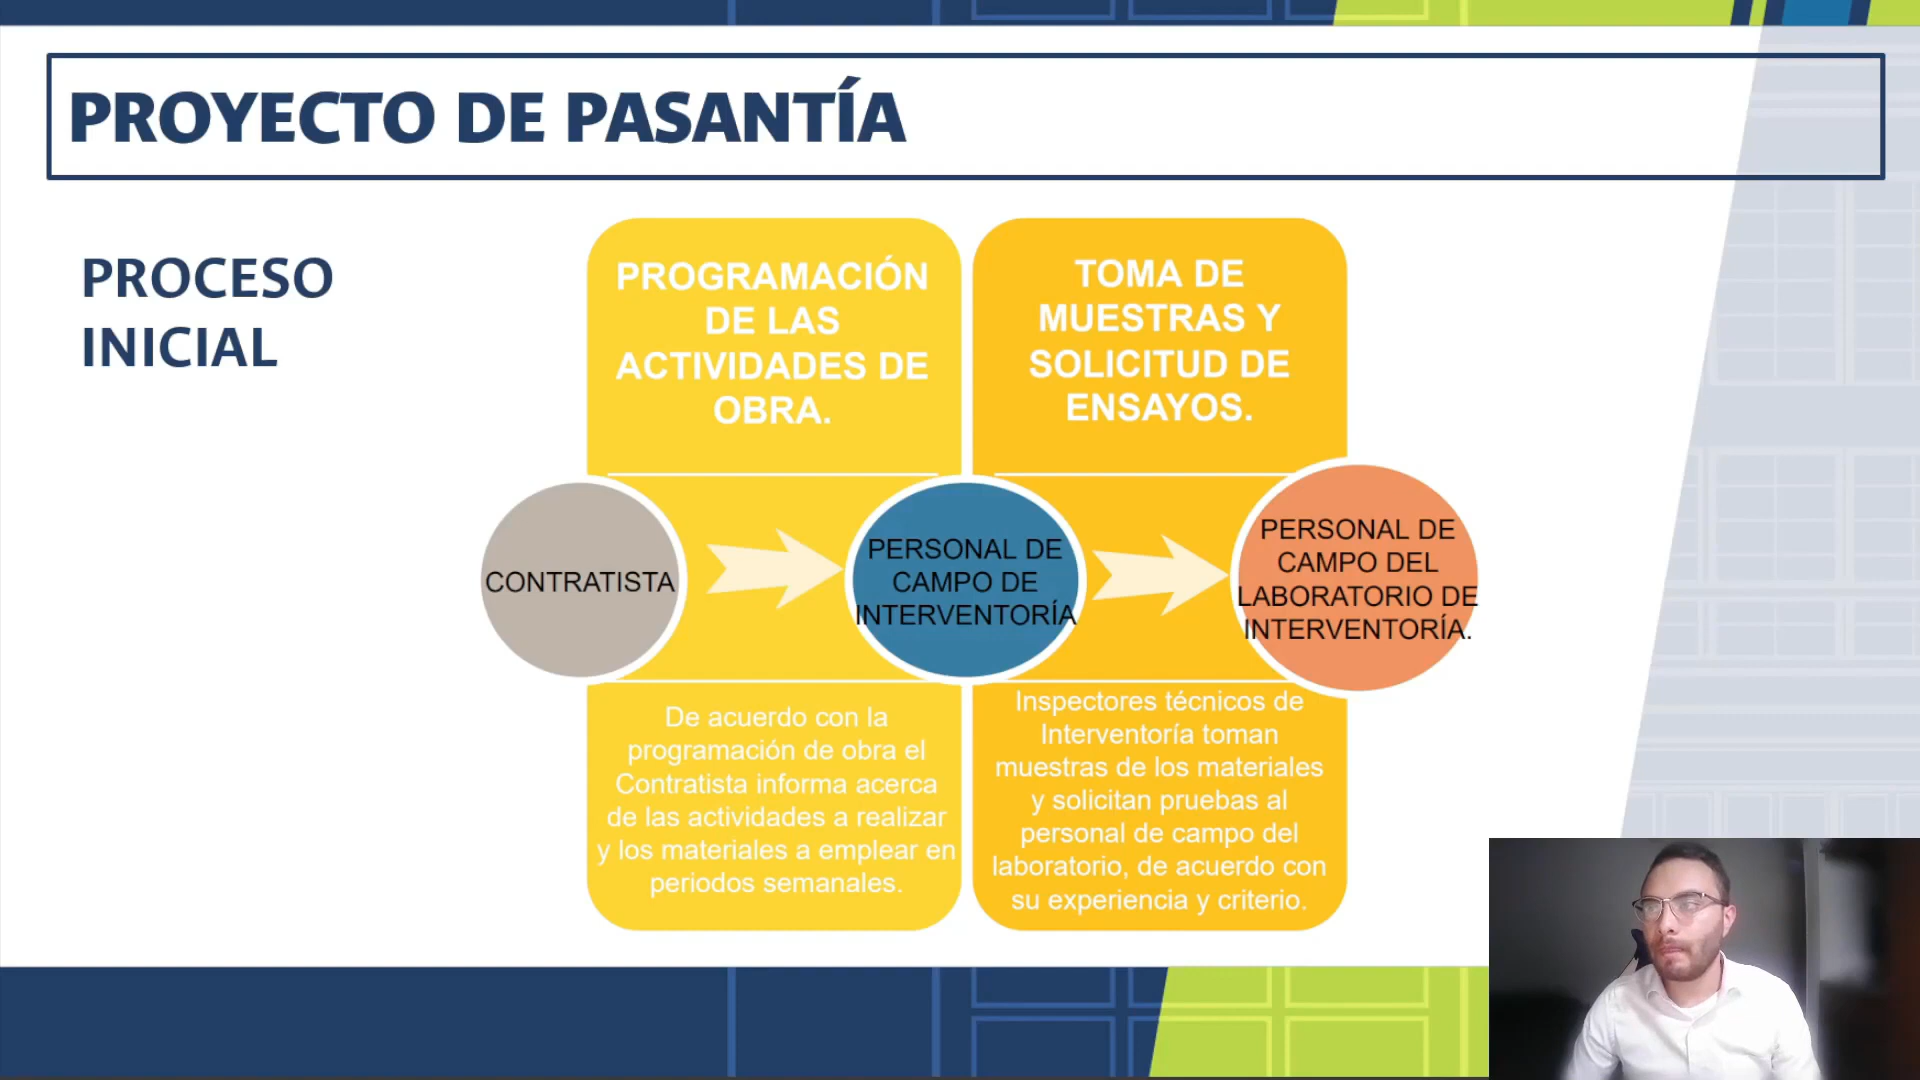 PROYECTO DE PASANTÍA
PROCESO
INICIAL
PROGRAMACIÓN
DE LAS
ACTIVIDADES DE
OBRA.
TOMA DE
MUESTRAS Y
SOLICITUD DE
ENSAYOS.
CONTRATISTA
PERSONAL DE
CAMPO DE
INTERVENTORÍA
PERSONAL DE
CAMPO DEL
LABORATORIO DE
INTERVENTORÍA.
De acuerdo con la
programación de obra el
Contratista informa acerca
de las actividades a realizar
y los materiales a emplear en
periodos semanales.
Inspectores técnicos de
Interventoría toman
muestras de los materiales
y solicitan pruebas al
personal de campo del
laboratorio, de acuerdo con
su experiencia y criterio.